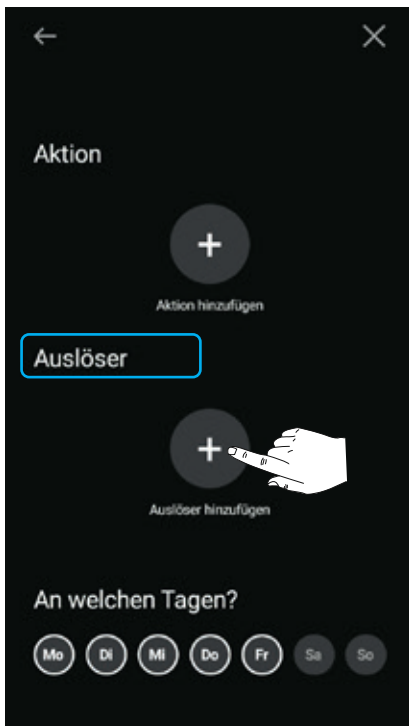 Aktion
Aktion hinzufügen
Auslöser
Auslöser hinzufügen
An welchen Tagen?
Mo Di Mi Do Fr Sa So